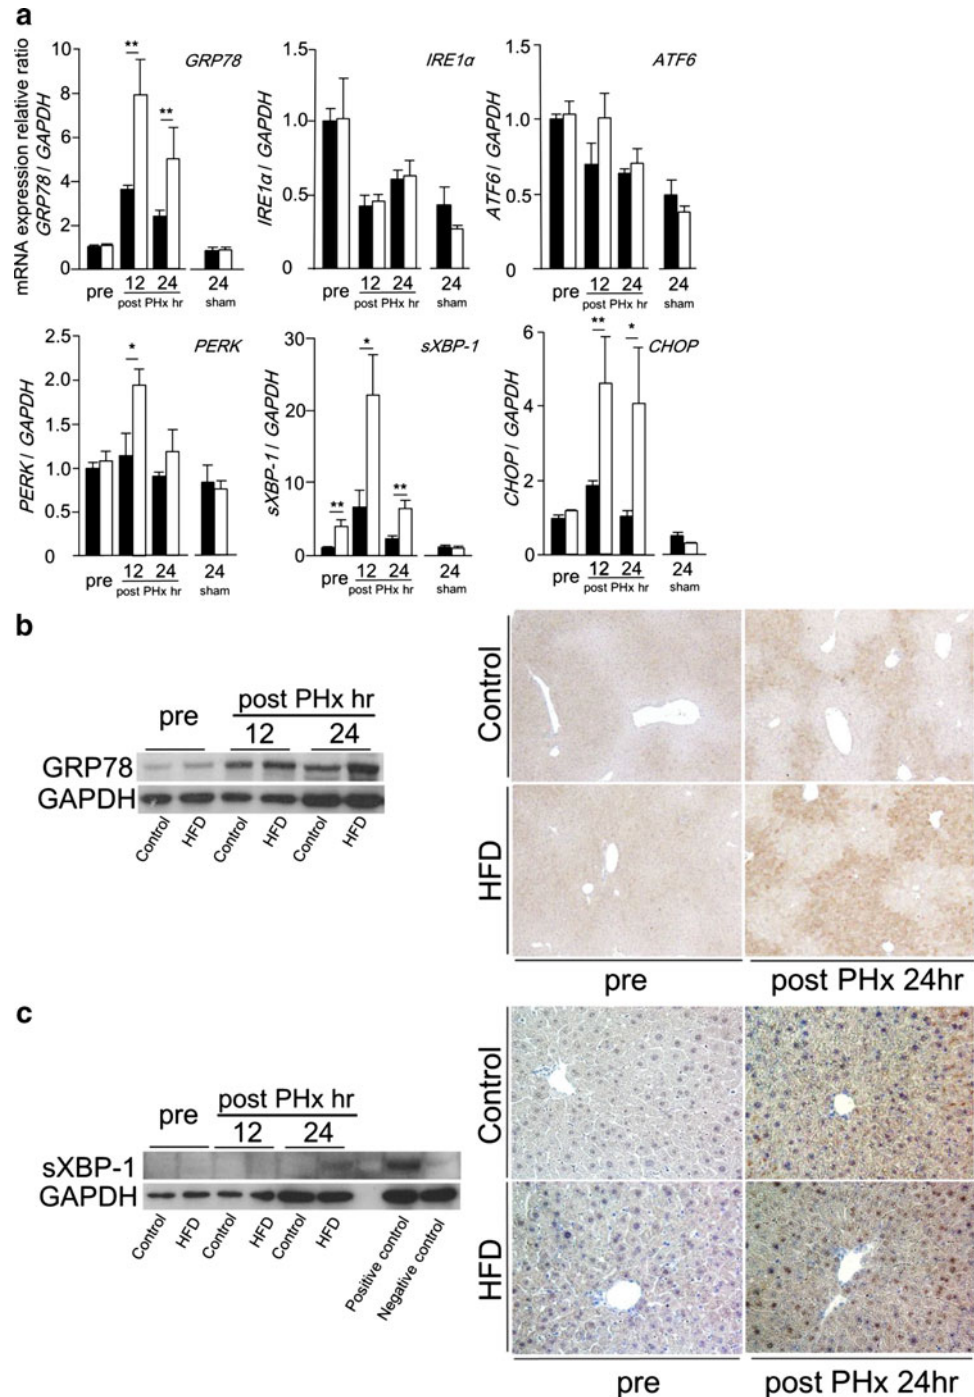 a
mRNA expression relative ratio
GRP78 / GAPDH
10
8
6
4
2
0
**
**
GRP78
pre
12
24
post PHx hr
24
sham
IRE1α / GAPDH
1.5
1.0
0.5
0
IRE1α
12
24
post PHx hr
24
sham
ATF6 / GAPDH
1.5
1.0
0.5
0
ATF6
pre
12
24
post PHx hr
24
sham
PERK / GAPDH
2.5
2.0
1.5
1.0
0.5
0
*
PERK
pre
12
24
post PHx hr
24
sham
sXBP-1 / GAPDH
30
20
10
0
**
*
**
sXBP-1
pre
12
24
post PHx hr
24
sham
CHOP / GAPDH
6
4
2
0
**
*
CHOP
pre
12
24
post PHx hr
24
sham
b
pre
post PHx hr
12
24
GRP78
GAPDH
Control
HFD
Control
HFD
Control
HFD
Control
HFD
pre
post PHx 24hr
c
pre
post PHx hr
12
24
sXBP-1
GAPDH
Control
HFD
Control
HFD
Control
HFD
Positive control
Negative control
Control
HFD
pre
post PHx 24hr